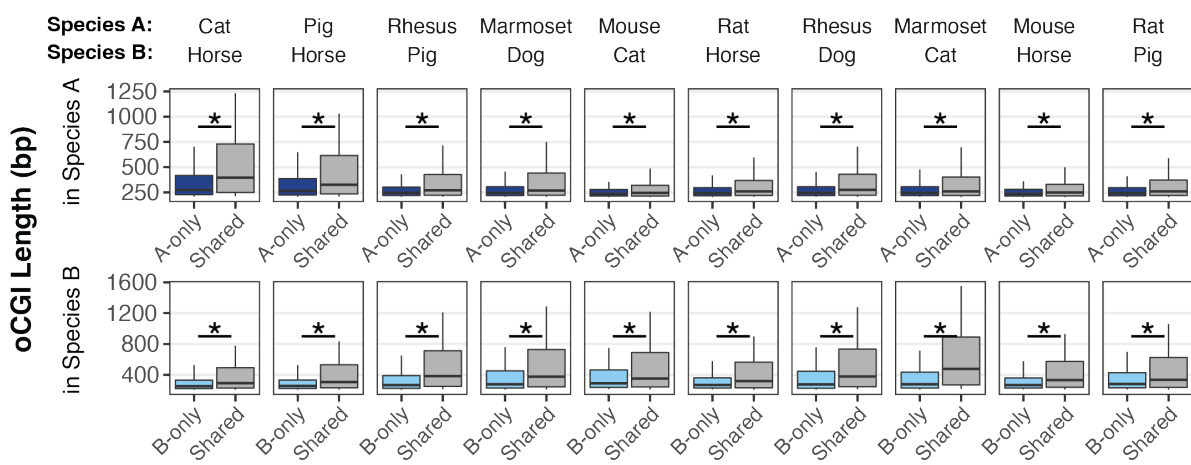 Species A: Cat Pig Rhesus Marmoset Mouse Rat Rhesus Marmoset Mouse Rat
Species B: Horse Horse Pig Dog Cat Horse Dog Cat Horse Pig
oCGI Length (bp)
in Species A
1250
1000
750
500
250
* * * * * * * * * *
A-only Shared A-only Shared A-only Shared A-only Shared A-only Shared A-only Shared A-only Shared A-only Shared A-only Shared A-only Shared
in Species B
1600
1200
800
400
* * * * * * * * * *
B-only Shared B-only Shared B-only Shared B-only Shared B-only Shared B-only Shared B-only Shared B-only Shared B-only Shared B-only Shared